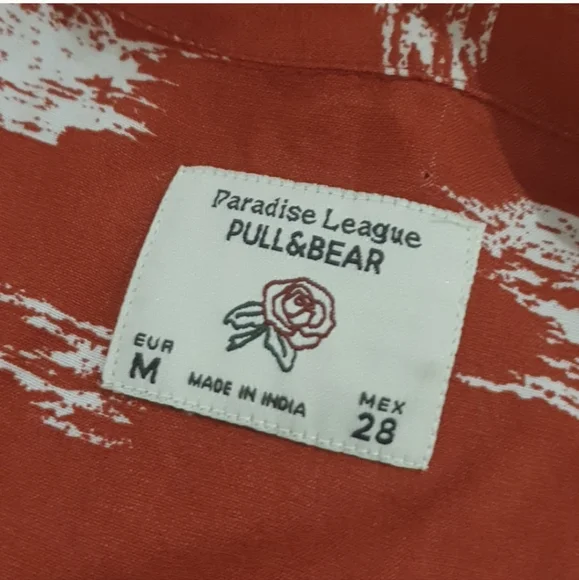 Paradise League
PULL&BEAR
EUR
M
MADE IN INDIA
MEX
28